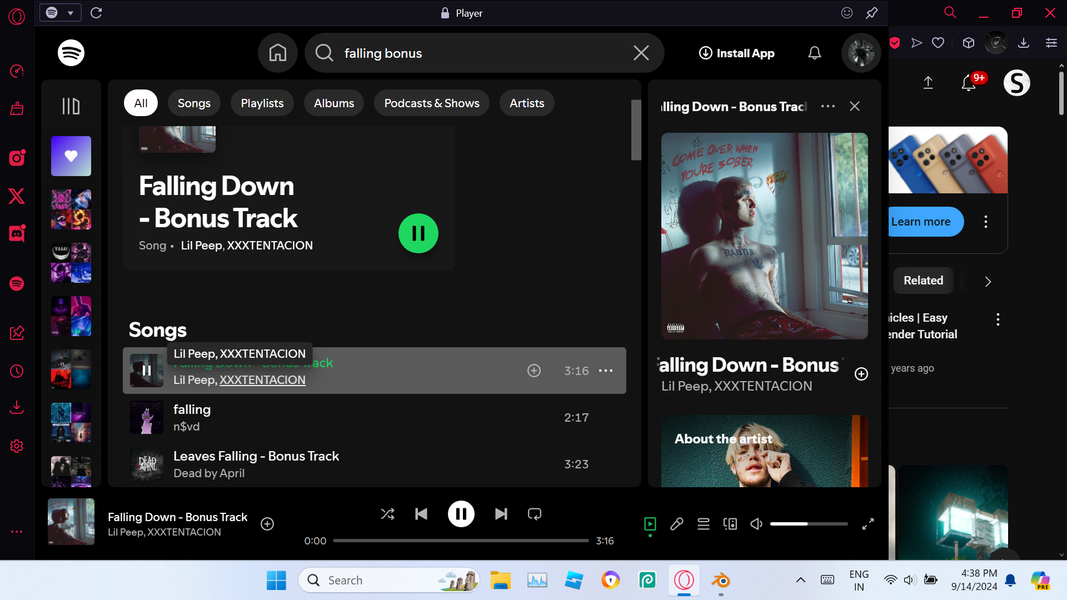 Player
falling bonus
Install App
9+
S
All
Songs
Playlists
Albums
Podcasts & Shows
Artists
Falling Down
- Bonus Track
Song • Lil Peep, XXXTENTACION
Songs
Lil Peep, XXXTENTACION
Falling Down - Bonus Track
Lil Peep, XXXTENTACION
3:16
falling
n$vd
2:17
Leaves Falling - Bonus Track
Dead by April
3:23
alling Down - Bonus Trac
COME OVER WHEN
YOU'RE SOBER
alling Down - Bonus
Lil Peep, XXXTENTACION
About the artist
Learn more
Related
icles | Easy
ender Tutorial
years ago
Falling Down - Bonus Track
Lil Peep, XXXTENTACION
0:00
3:16
Search
ENG
IN
4:38 PM
9/14/2024
PRE